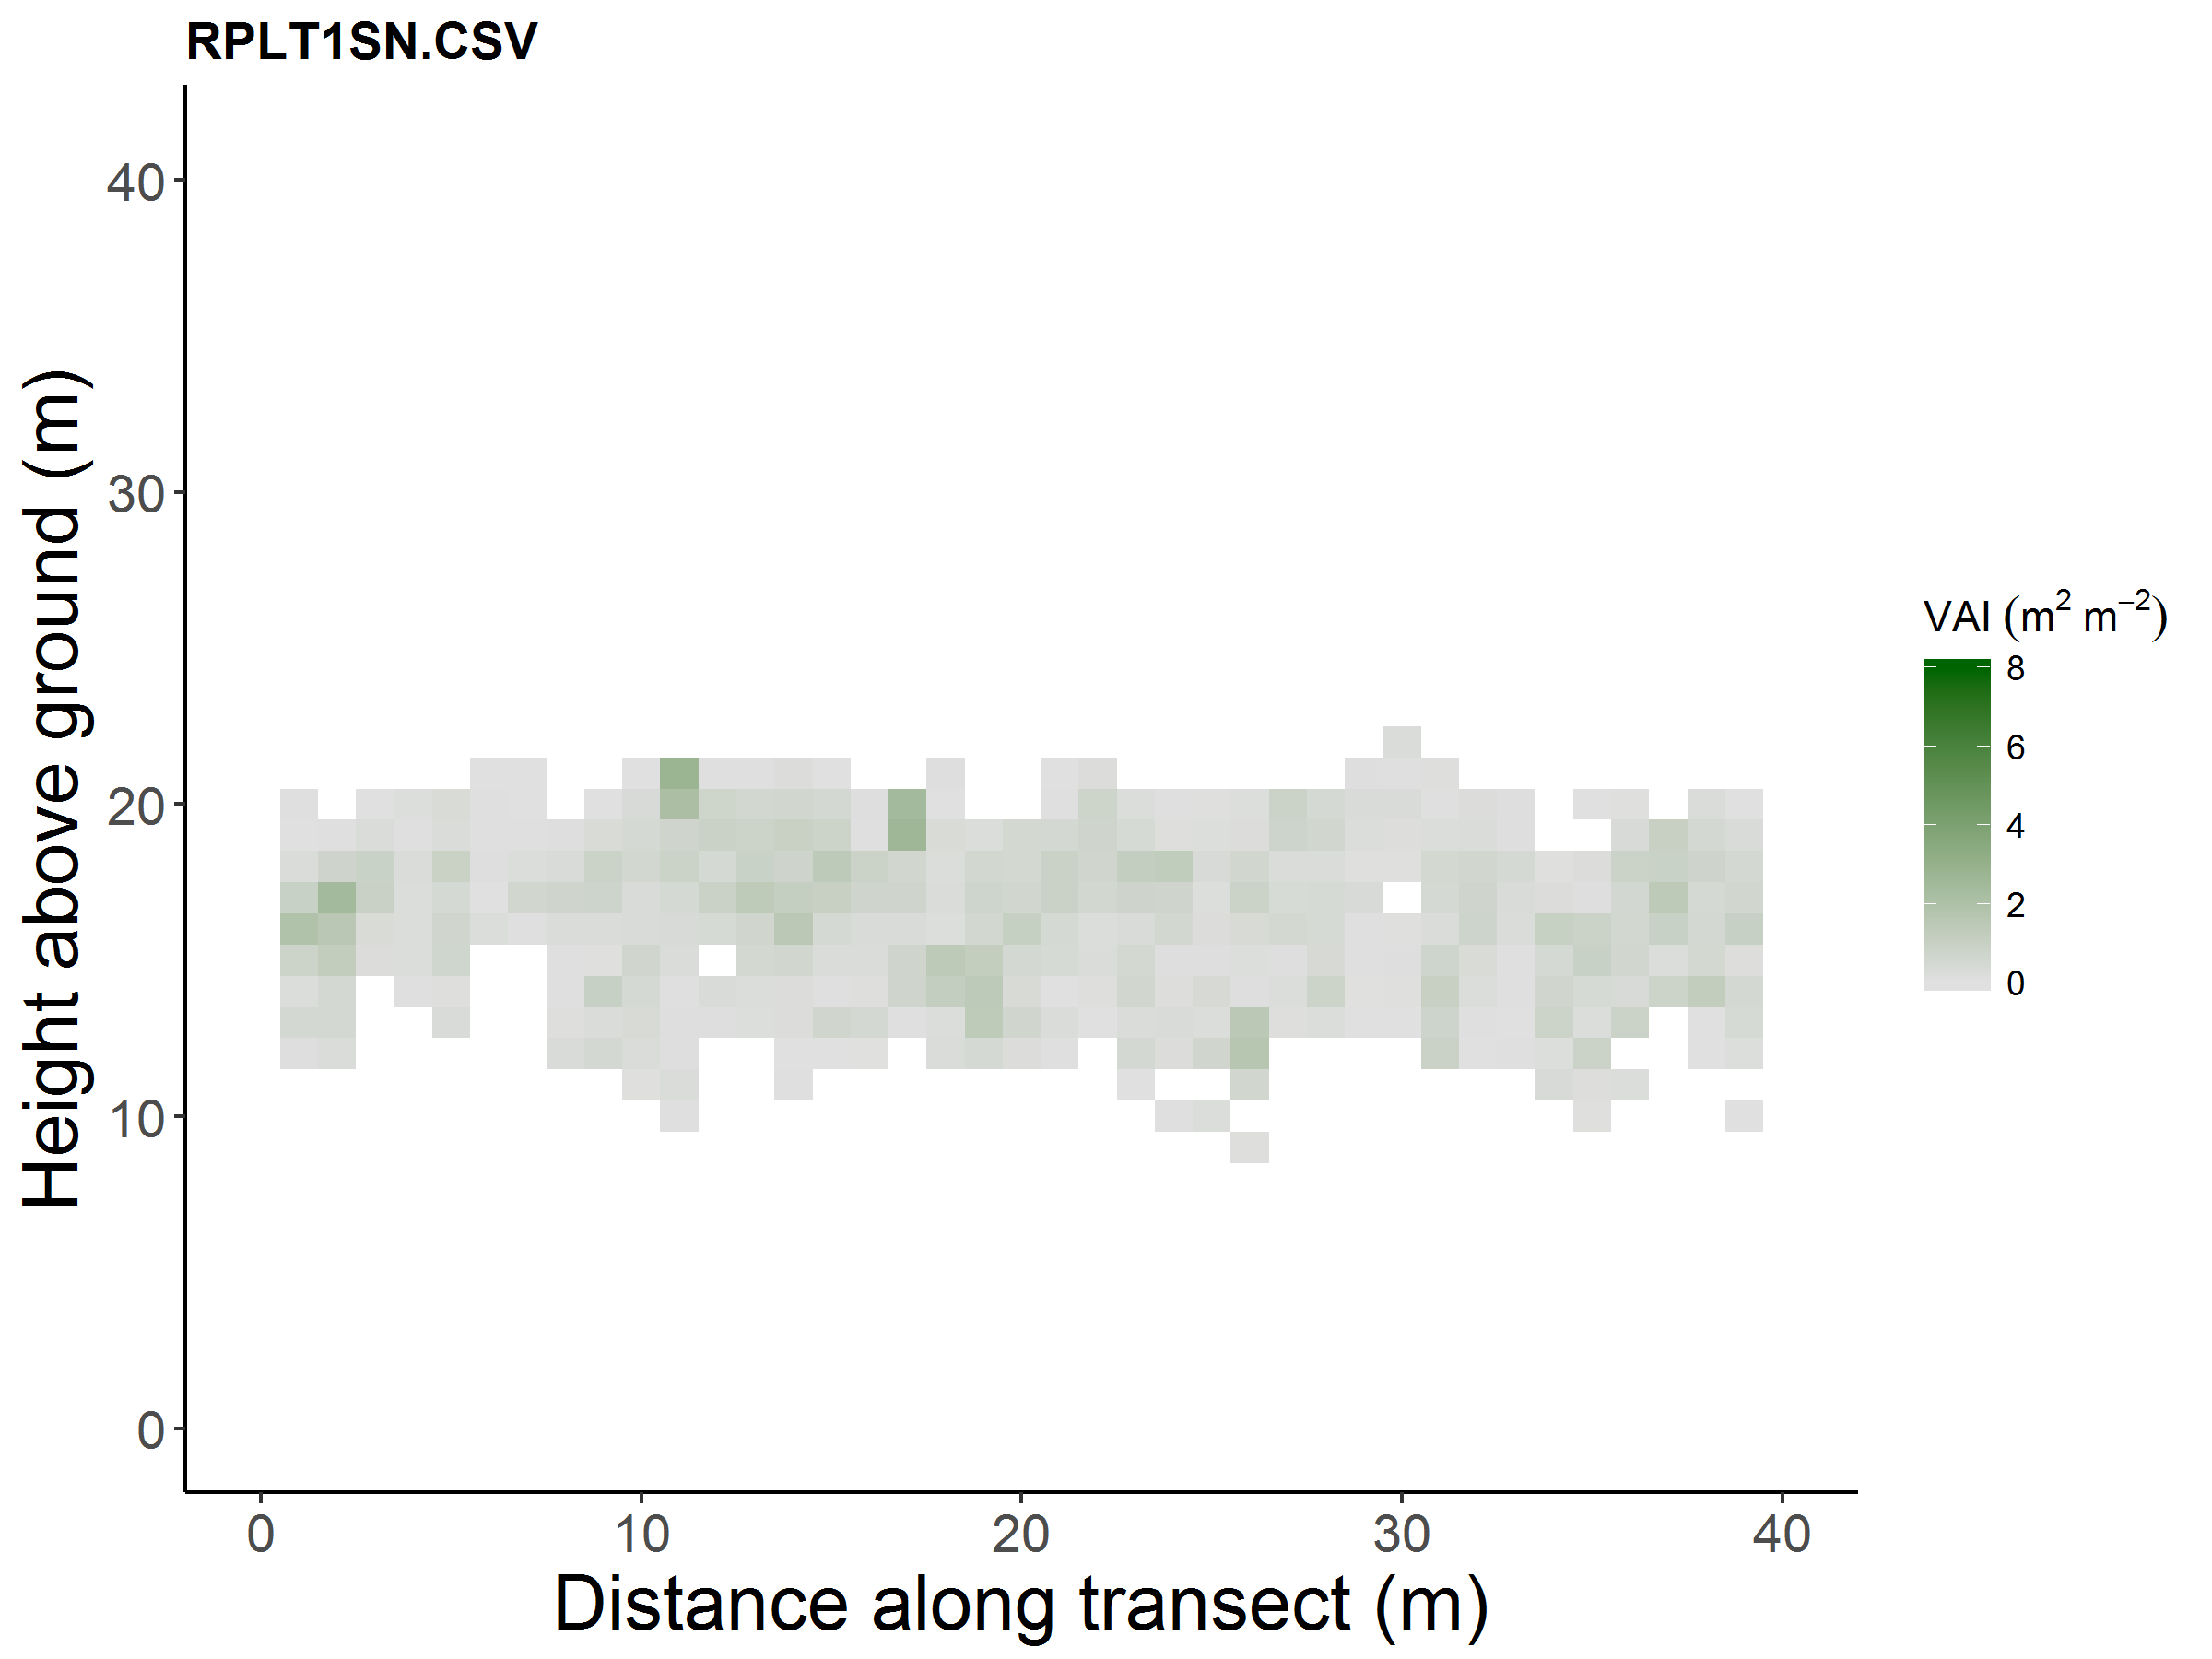 RPLT1SN.CSV
Height above ground (m)
40
30
20
10
0
0 10 20 30 40
Distance along transect (m)
VAI (m² m⁻²)
8
6
4
2
0